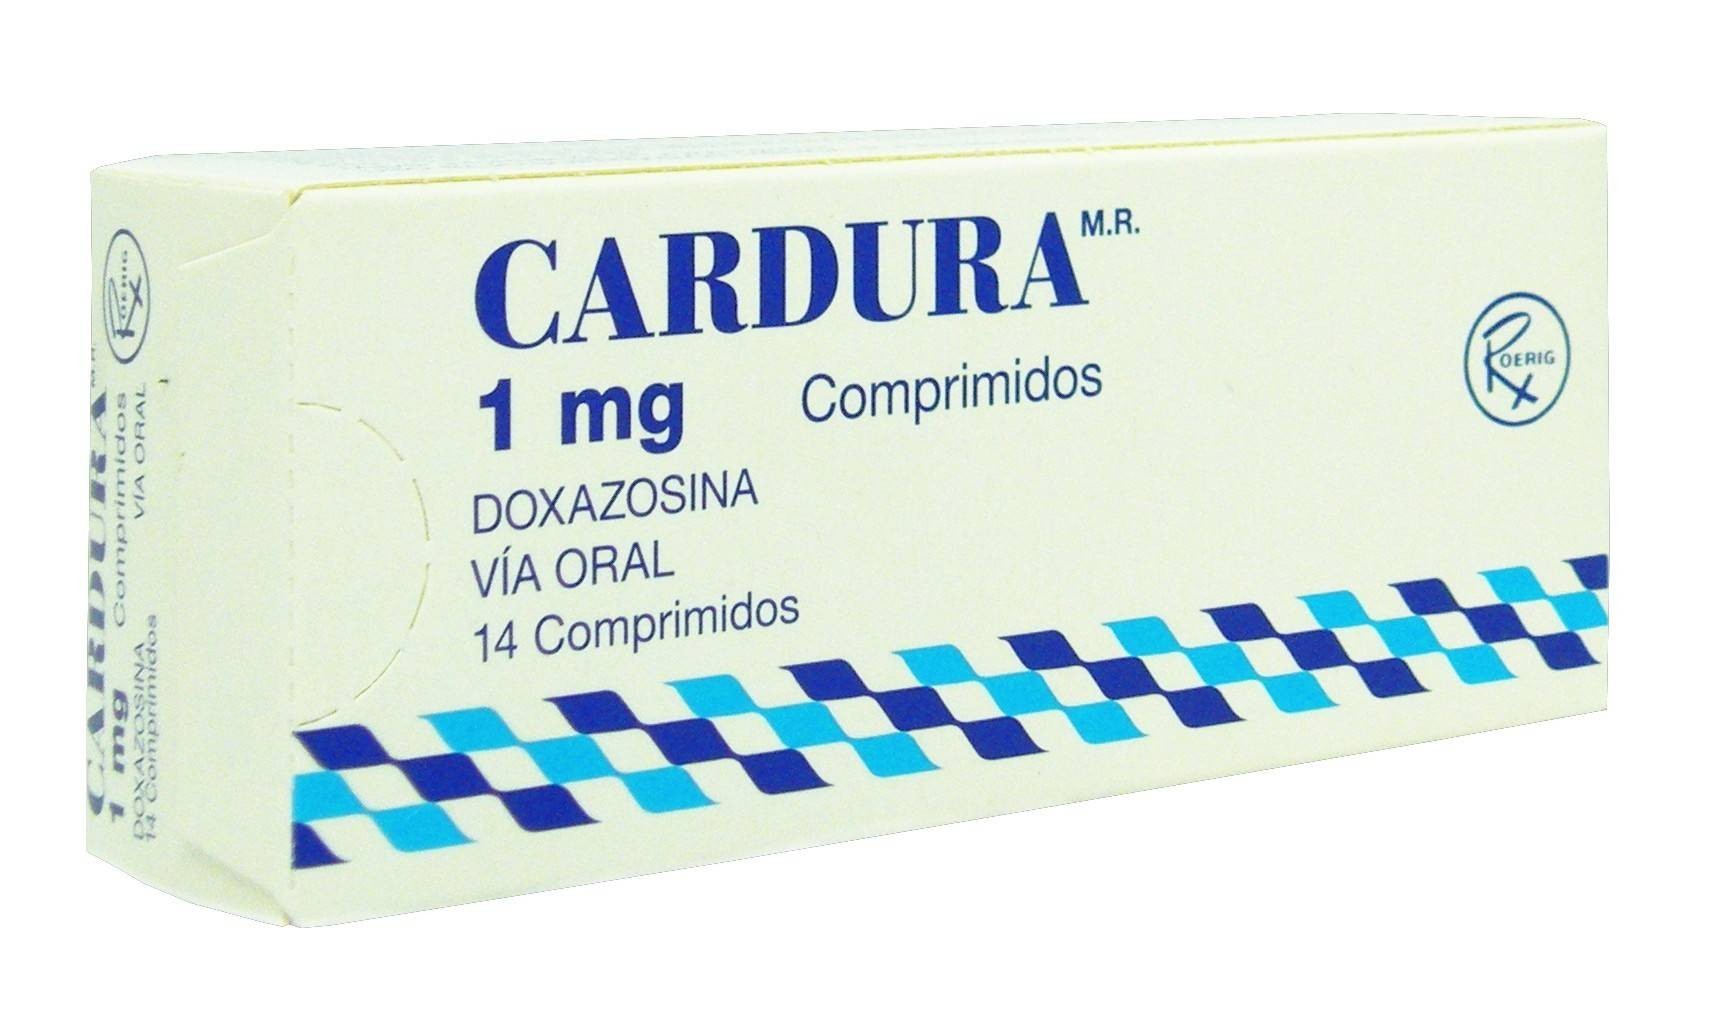 CARDURA M.R.
1 mg Comprimidos
DOXAZOSINA
VÍA ORAL
14 Comprimidos
ROERIG
CARDURA M.R.
1 mg Comprimidos
DOXAZOSINA VÍA ORAL
14 Comprimidos
ROERIG